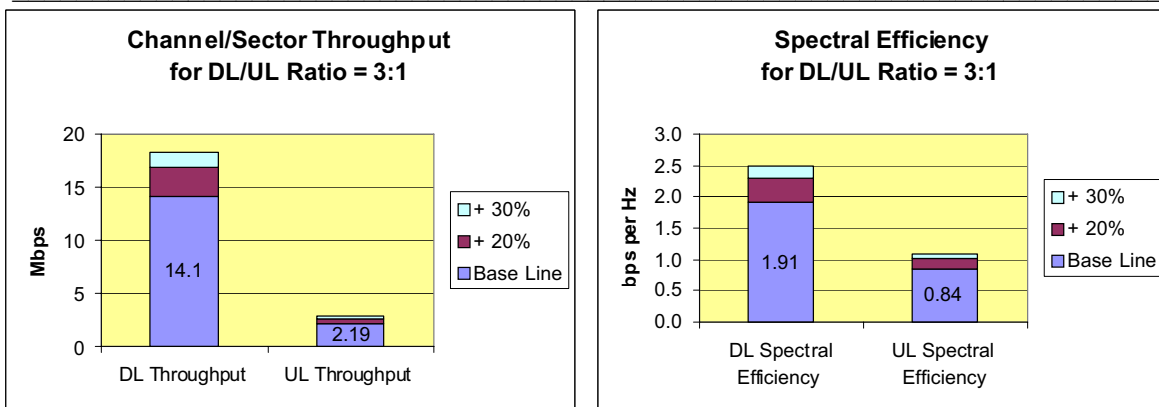 Channel/Sector Throughput
for DL/UL Ratio = 3:1
20
15
10
5
0
Mbps
14.1
2.19
DL Throughput
UL Throughput
+ 30%
+ 20%
Base Line
Spectral Efficiency
for DL/UL Ratio = 3:1
3.0
2.5
2.0
1.5
1.0
0.5
0.0
bps per Hz
1.91
0.84
DL Spectral
Efficiency
UL Spectral
Efficiency
+ 30%
+ 20%
Base Line